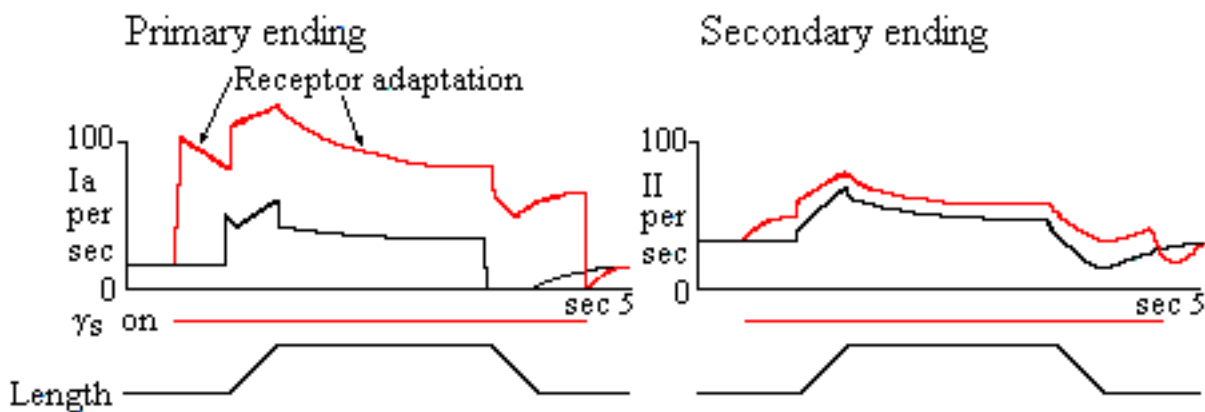 Primary ending
Receptor adaptation
100
Ia
per
sec
0
sec 5
γs on
Length
Secondary ending
100
II
per
sec
0
sec 5